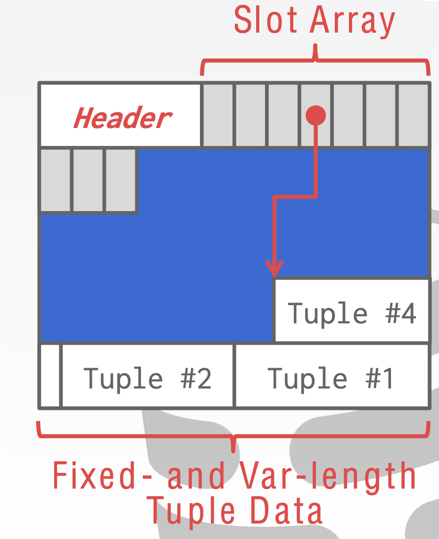 Slot Array
Header
Tuple #4
Tuple #2
Tuple #1
Fixed- and Var-length
Tuple Data